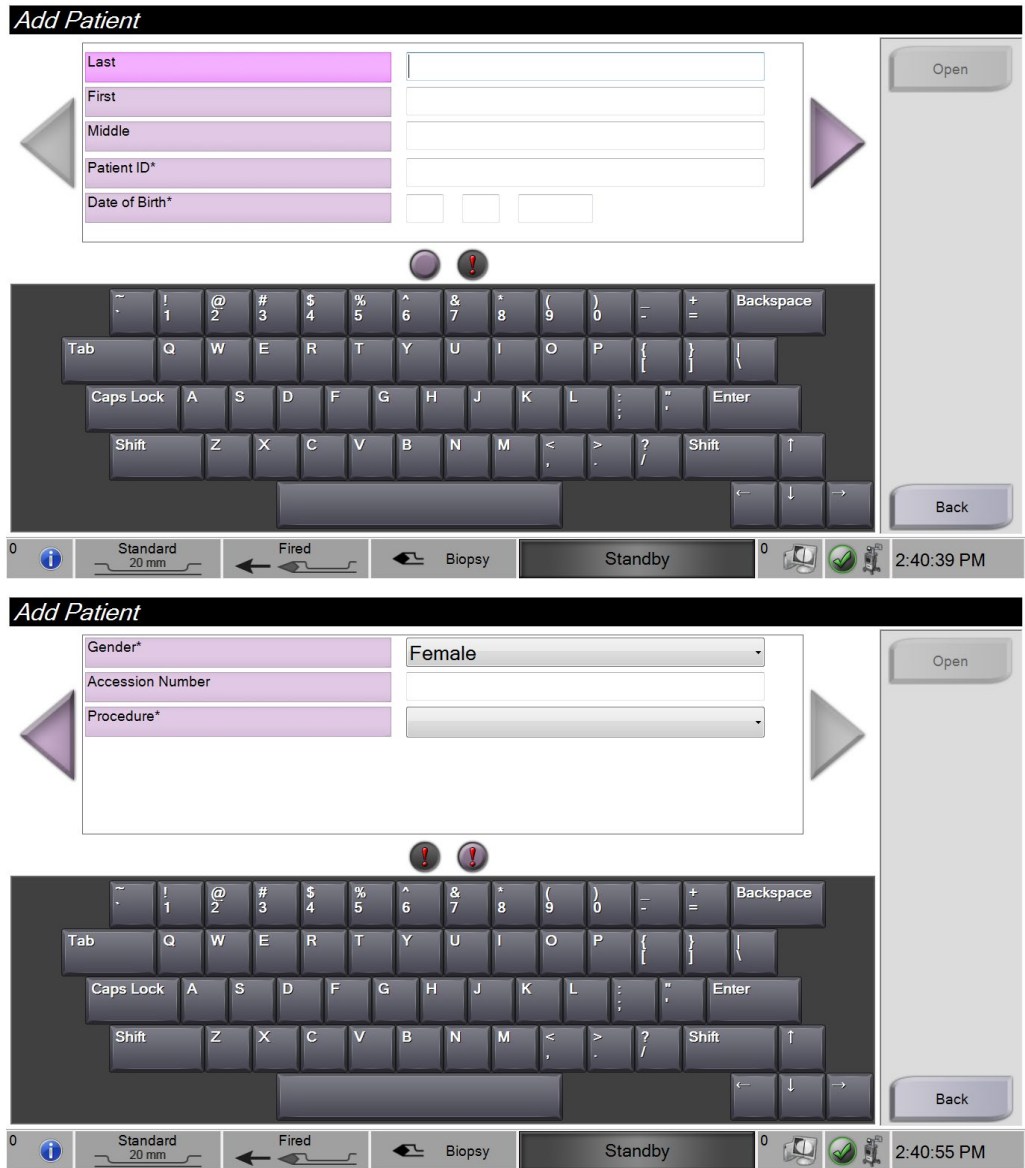 Add Patient
Last
Open
First
Middle
Patient ID*
Date of Birth*
! 
~ ! @ # $ % ^ & * ( ) _ + Backspace
` 1 2 3 4 5 6 7 8 9 0 - =
Tab Q W E R T Y U I O P { } |
[ ] \
Caps Lock A S D F G H J K L : " Enter
; '
Shift Z X C V B N M < > ? Shift ↑
, . /
← ↓ →
Back
0 Standard Fired Biopsy Standby 0 2:40:39 PM
20 mm
Add Patient
Gender* Female
Open
Accession Number
Procedure*
! !
~ ! @ # $ % ^ & * ( ) _ + Backspace
` 1 2 3 4 5 6 7 8 9 0 - =
Tab Q W E R T Y U I O P { } |
[ ] \
Caps Lock A S D F G H J K L : " Enter
; '
Shift Z X C V B N M < > ? Shift ↑
, . /
← ↓ →
Back
0 Standard Fired Biopsy Standby 0 2:40:55 PM
20 mm